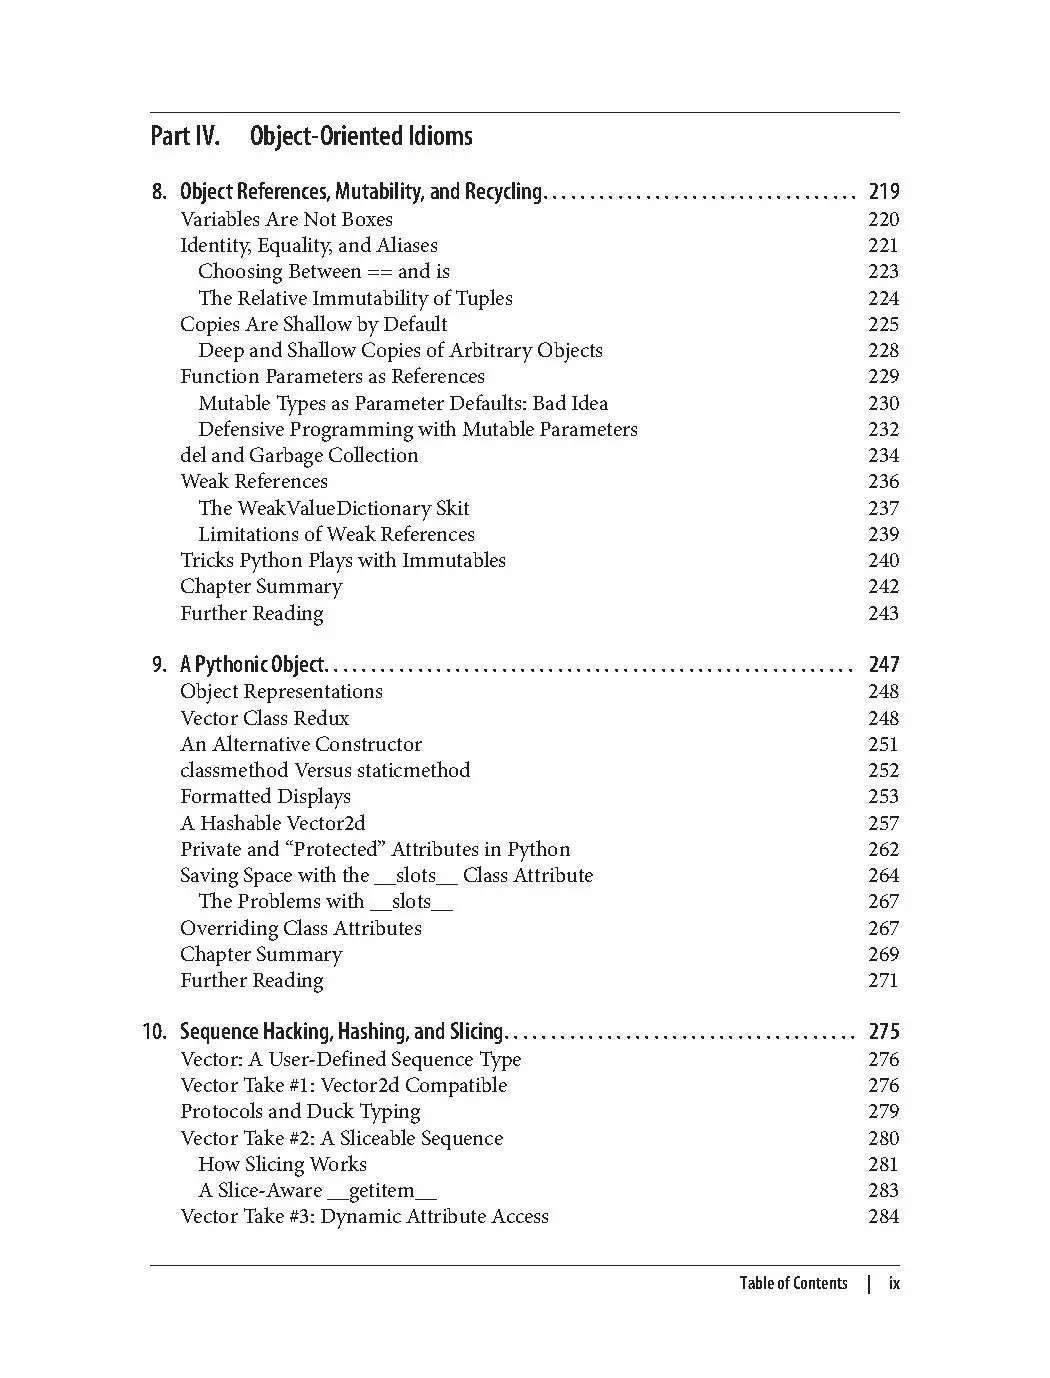 Part IV. Object-Oriented Idioms
8. Object References, Mutability, and Recycling. . . . . . . . . . . . . . . . . . . . . . . . . . . . . . . . . . 219
Variables Are Not Boxes 220
Identity, Equality, and Aliases 221
Choosing Between == and is 223
The Relative Immutability of Tuples 224
Copies Are Shallow by Default 225
Deep and Shallow Copies of Arbitrary Objects 228
Function Parameters as References 229
Mutable Types as Parameter Defaults: Bad Idea 230
Defensive Programming with Mutable Parameters 232
del and Garbage Collection 234
Weak References 236
The WeakValueDictionary Skit 237
Limitations of Weak References 239
Tricks Python Plays with Immutables 240
Chapter Summary 242
Further Reading 243
9. A Pythonic Object. . . . . . . . . . . . . . . . . . . . . . . . . . . . . . . . . . . . . . . . . . . . . . . . . . . . . . . . . 247
Object Representations 248
Vector Class Redux 248
An Alternative Constructor 251
classmethod Versus staticmethod 252
Formatted Displays 253
A Hashable Vector2d 257
Private and “Protected” Attributes in Python 262
Saving Space with the __slots__ Class Attribute 264
The Problems with __slots__ 267
Overriding Class Attributes 267
Chapter Summary 269
Further Reading 271
10. Sequence Hacking, Hashing, and Slicing. . . . . . . . . . . . . . . . . . . . . . . . . . . . . . . . . . . . . . 275
Vector: A User-Defined Sequence Type 276
Vector Take #1: Vector2d Compatible 276
Protocols and Duck Typing 279
Vector Take #2: A Sliceable Sequence 280
How Slicing Works 281
A Slice-Aware __getitem__ 283
Vector Take #3: Dynamic Attribute Access 284
Table of Contents | ix